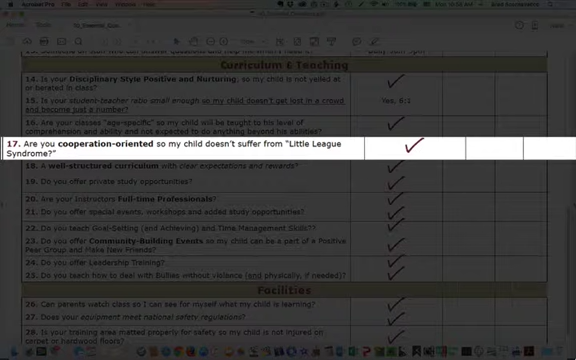 Curriculum & Teaching
14. Is your Disciplinary Style Positive and Nurturing, so my child is not yelled at
or berated in class?
15. Is your student-teacher ratio small enough so my child doesn't get lost in a crowd
and become just a number?
Yes, 6:1
16. Are your classes "age-specific" so my child will be taught to his level of
comprehension and ability and not expected to do anything beyond his abilities?
17. Are you cooperation-oriented so my child doesn't suffer from "Little League
Syndrome?"
18. A well-structured curriculum with clear expectations and rewards?
19. Do you offer private study opportunities?
20. Are your Instructors Full-time Professionals?
21. Do you offer special events, workshops and added study opportunities?
22. Do you teach Goal-Setting (and Achieving) and Time Management Skills??
23. Do you offer Community-Building Events so my child can be a part of a Positive
Peer Group and Make New Friends?
24. Do you offer Leadership Training?
25. Do you teach how to deal with Bullies without violence (and physically, if needed)?
Facilities
26. Can parents watch class so I can see for myself what my child is learning?
27. Does your equipment meet national safety regulations?
28. Is your training area matted properly for safety so my child is not injured on
carpet or hardwood floors?